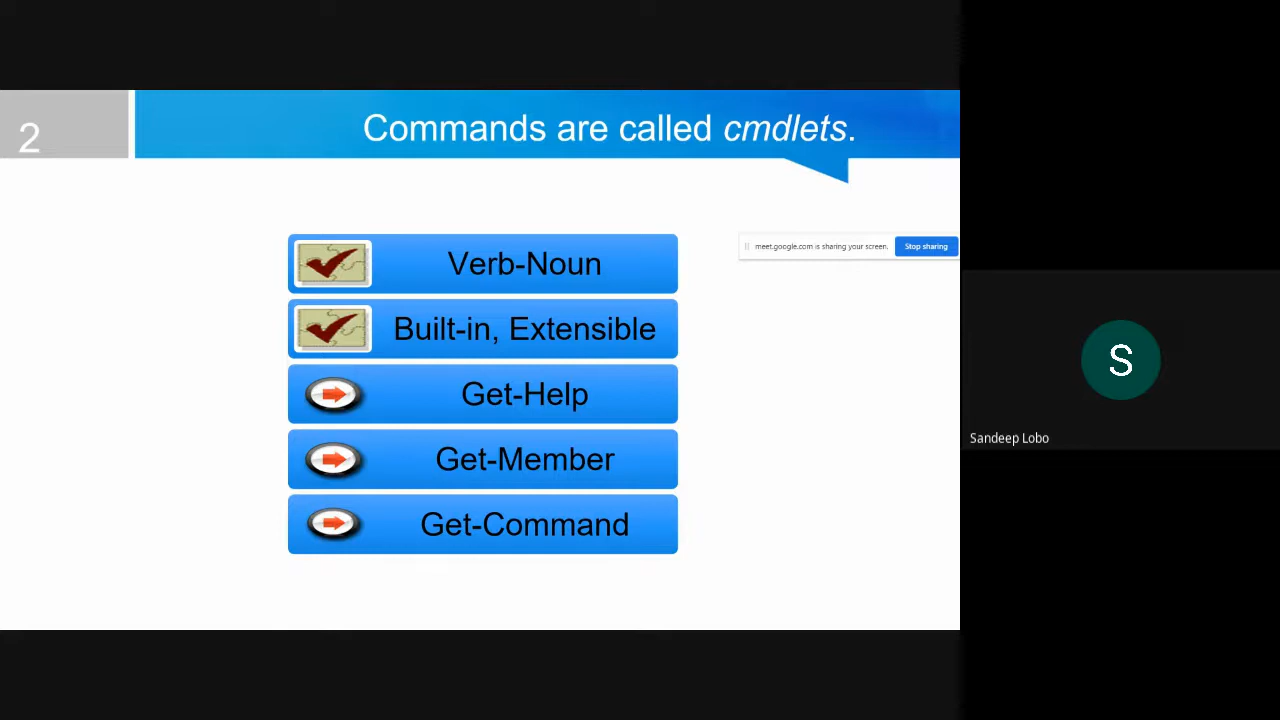 2
Commands are called cmdlets.
Verb-Noun
meet.google.com is sharing your screen.
Stop sharing
Built-in, Extensible
Get-Help
S
Get-Member
Sandeep Lobo
Get-Command